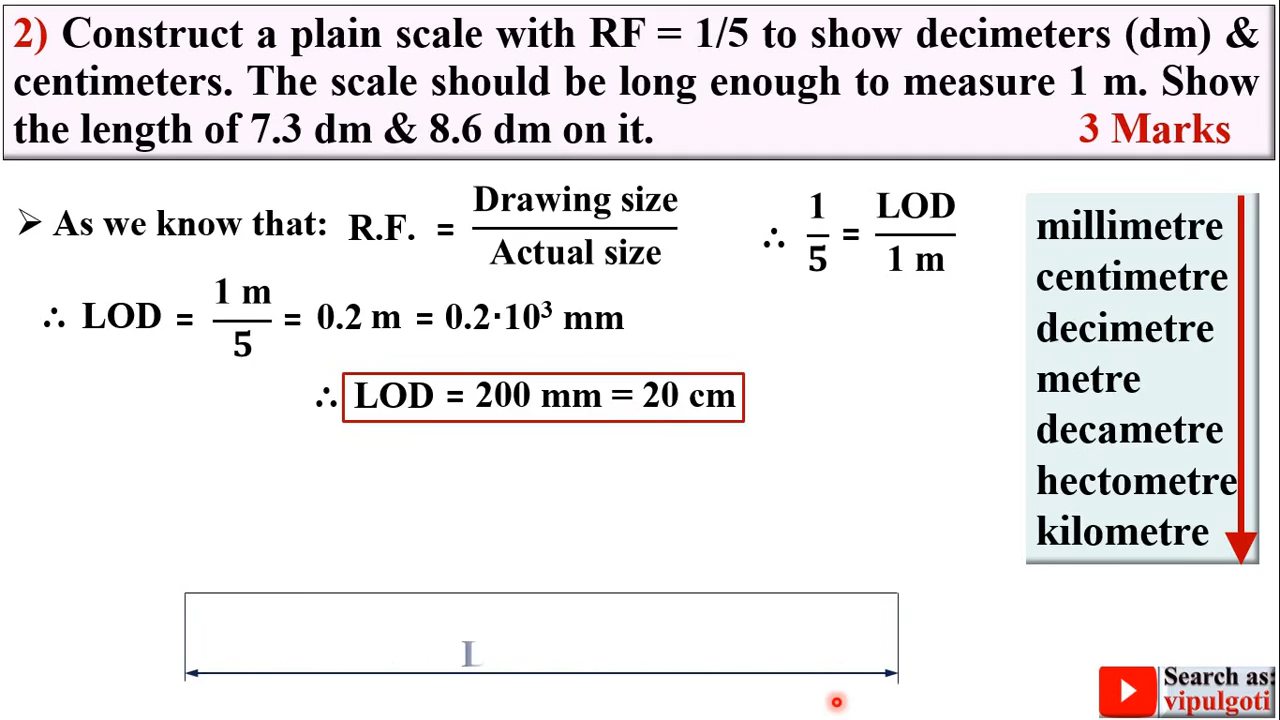 2) Construct a plain scale with RF = 1/5 to show decimeters (dm) &
centimeters. The scale should be long enough to measure 1 m. Show
the length of 7.3 dm & 8.6 dm on it. 3 Marks
➢ As we know that: R.F. = Drawing size / Actual size ∴ 1/5 = LOD / 1 m
∴ LOD = 1 m / 5 = 0.2 m = 0.2·10³ mm
∴ LOD = 200 mm = 20 cm
millimetre
centimetre
decimetre
metre
decametre
hectometre
kilometre
L
Search as:
vipulgoti